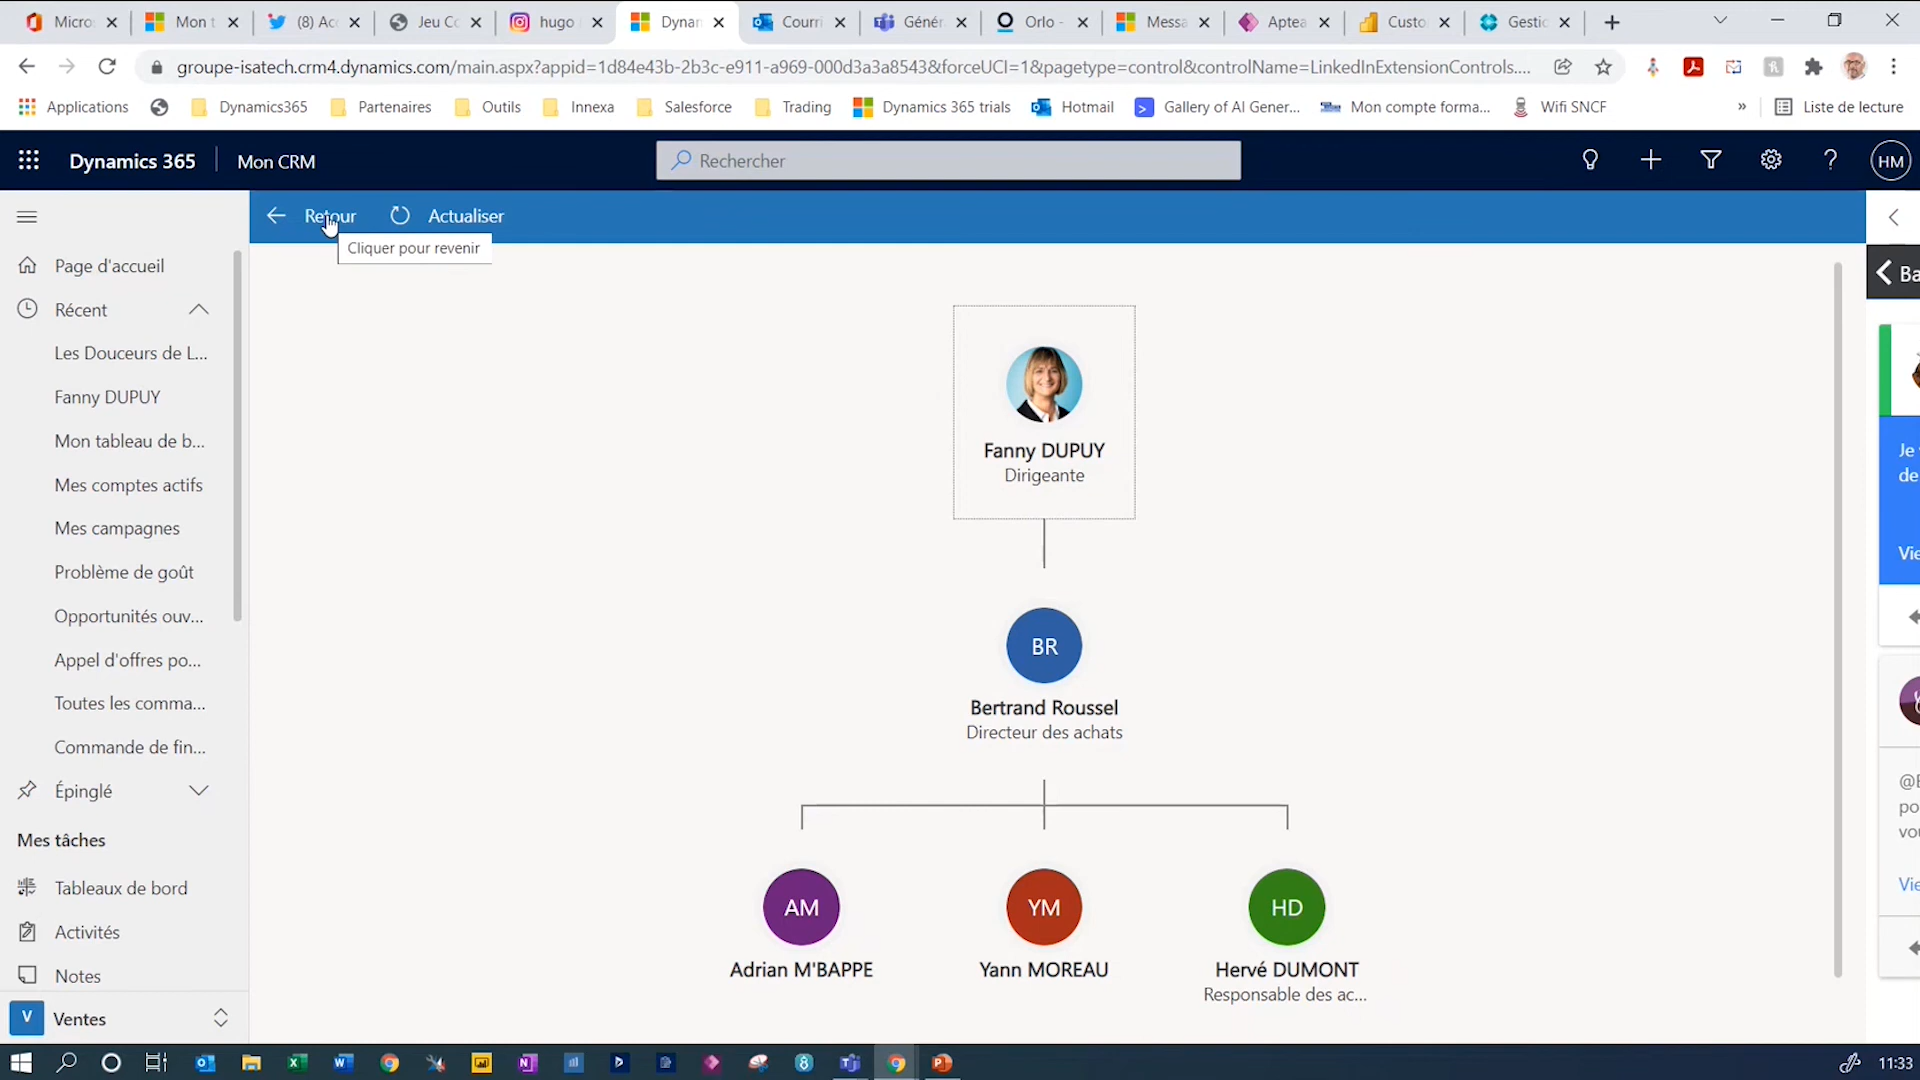 Micro
Mon t
(8) Acc
Jeu Co
hugo
Dynam
Courri
Généra
Orlo -
Messa
Aptea
Custo
Gestio
groupe-isatech.crm4.dynamics.com/main.aspx?appid=1d84e43b-2b3c-e911-a969-000d3a3a8543&forceUCI=1&pagetype=control&controlName=LinkedInExtensionControls....
Applications
Dynamics365
Partenaires
Outils
Innexa
Salesforce
Trading
Dynamics 365 trials
Hotmail
Gallery of AI Gener...
Mon compte forma...
Wifi SNCF
»
Liste de lecture
Dynamics 365
Mon CRM
Rechercher
HM
Retour
Actualiser
Cliquer pour revenir
Page d'accueil
Récent
Les Douceurs de L...
Fanny DUPUY
Mon tableau de b...
Mes comptes actifs
Mes campagnes
Problème de goût
Opportunités ouv...
Appel d'offres po...
Toutes les comma...
Commande de fin...
Épinglé
Mes tâches
Tableaux de bord
Activités
Notes
V
Ventes
Fanny DUPUY
Dirigeante
BR
Bertrand Roussel
Directeur des achats
AM
Adrian M'BAPPE
YM
Yann MOREAU
HD
Hervé DUMONT
Responsable des ac...
Ba
Je
de
Vie
po
vou
Vie
11:33